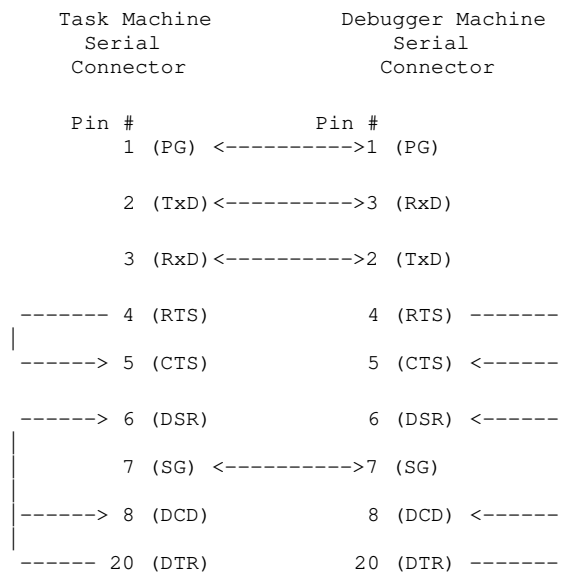 Task Machine Debugger Machine
Serial Serial
Connector Connector
Pin # Pin #
1 (PG) <---------->1 (PG)
2 (TxD)<---------->3 (RxD)
3 (RxD)<---------->2 (TxD)
------- 4 (RTS) 4 (RTS) -------
|
------> 5 (CTS) 5 (CTS) <------
------> 6 (DSR) 6 (DSR) <------
|
| 7 (SG) <---------->7 (SG)
|
|------> 8 (DCD) 8 (DCD) <------
|
------ 20 (DTR) 20 (DTR) -------